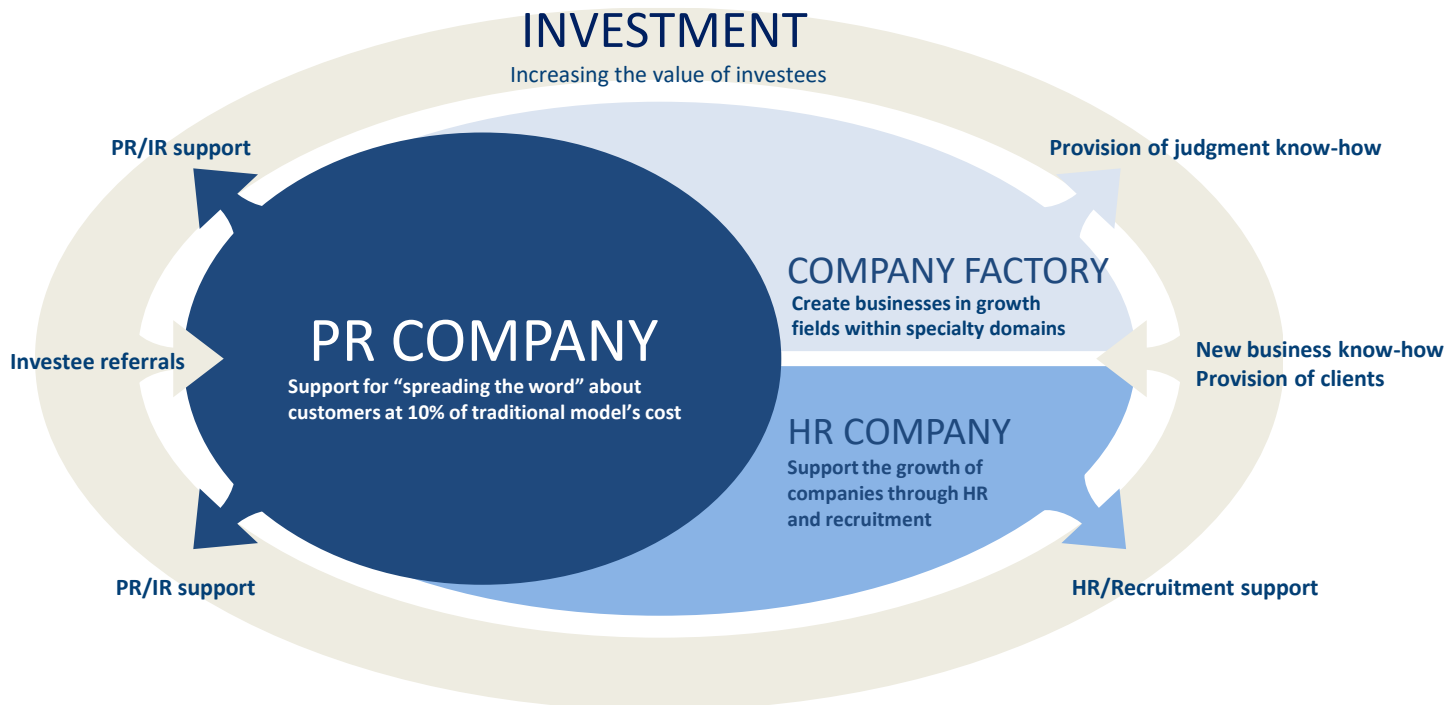 INVESTMENT
Increasing the value of investees
PR/IR support
Provision of judgment know-how
COMPANY FACTORY
Create businesses in growth
fields within specialty domains
PR COMPANY
Support for “spreading the word” about
customers at 10% of traditional model’s cost
Investee referrals
New business know-how
Provision of clients
HR COMPANY
Support the growth of
companies through HR
and recruitment
PR/IR support
HR/Recruitment support